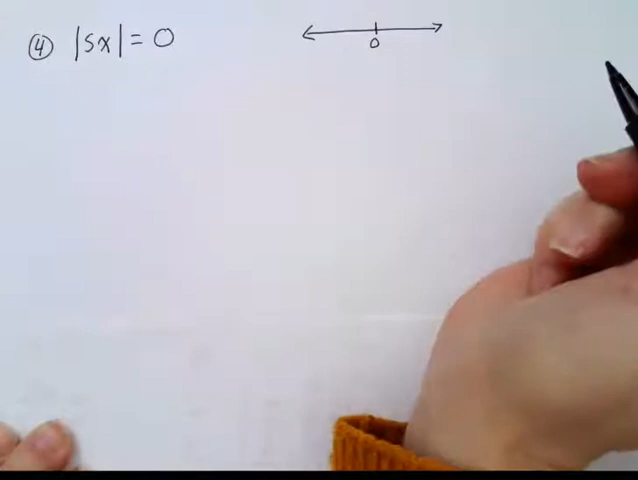 ④ |5x| = 0
0